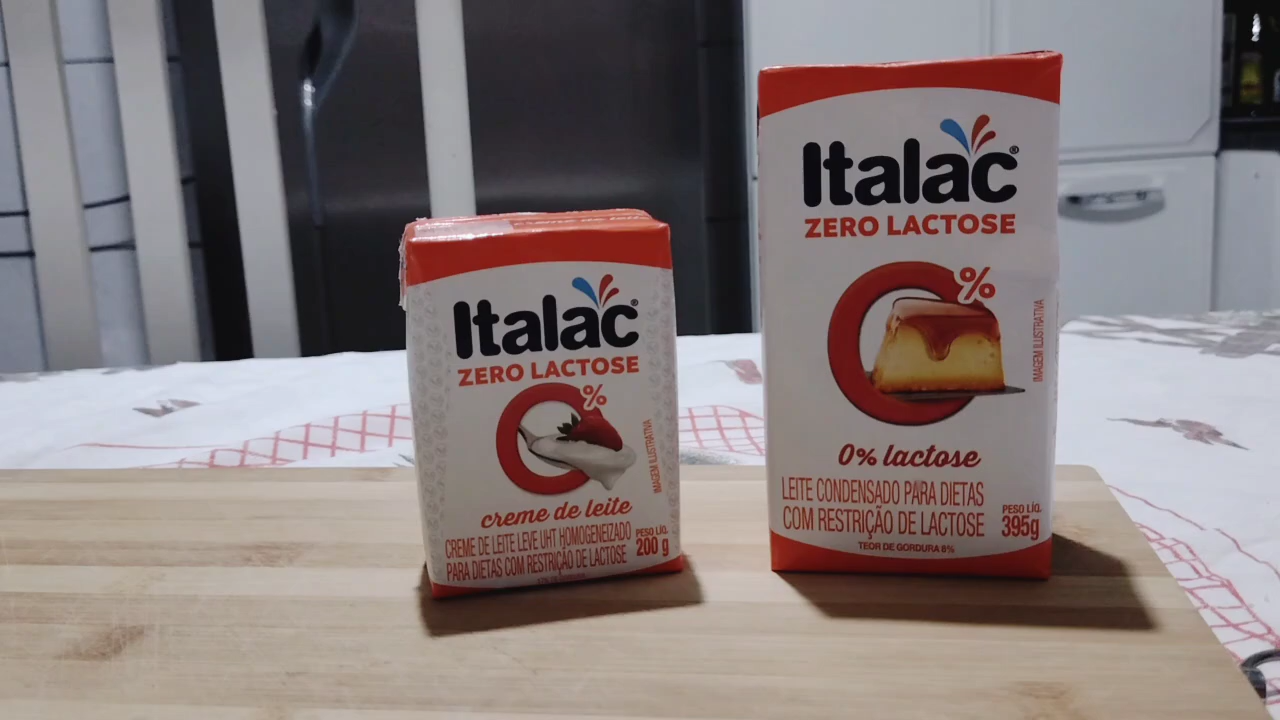 Italac
ZERO LACTOSE
%
creme de leite
CREME DE LEITE LEVE UHT HOMOGENEIZADO
PARA DIETAS COM RESTRIÇÃO DE LACTOSE
PESO LÍQ.
200 g
IMAGEM ILUSTRATIVA
Italac®
ZERO LACTOSE
%
0% lactose
LEITE CONDENSADO PARA DIETAS
COM RESTRIÇÃO DE LACTOSE
PESO LÍQ.
395g
TEOR DE GORDURA 8%
IMAGEM ILUSTRATIVA